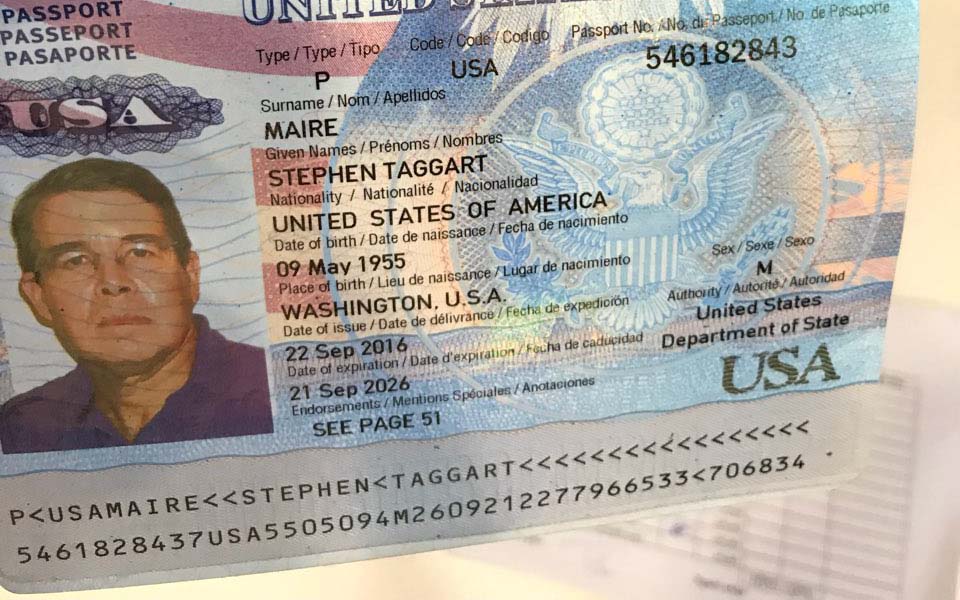 PASSPORT
PASSEPORT
PASAPORTE
USA
Type / Type / Tipo
P
Code / Code / Codigo
USA
Passport No. / No. du Passeport / No. de Pasaporte
546182843
Surname / Nom / Apellidos
MAIRE
Given Names / Prénoms / Nombres
STEPHEN TAGGART
Nationality / Nationalité / Nacionalidad
UNITED STATES OF AMERICA
Date of birth / Date de naissance / Fecha de nacimiento
09 May 1955
Place of birth / Lieu de naissance / Lugar de nacimiento
WASHINGTON, U.S.A.
Sex / Sexe / Sexo
M
Date of issue / Date de délivrance / Fecha de expedición
22 Sep 2016
Authority / Autorité / Autoridad
United States
Department of State
Date of expiration / Date d'expiration / Fecha de caducidad
21 Sep 2026
Endorsements / Mentions Spéciales / Anotaciones
SEE PAGE 51
USA
P<USAMAIRE<<STEPHEN<TAGGART<<<<<<<<<<<<<<<<<
5461828437USA5505094M2609212277966533<706834